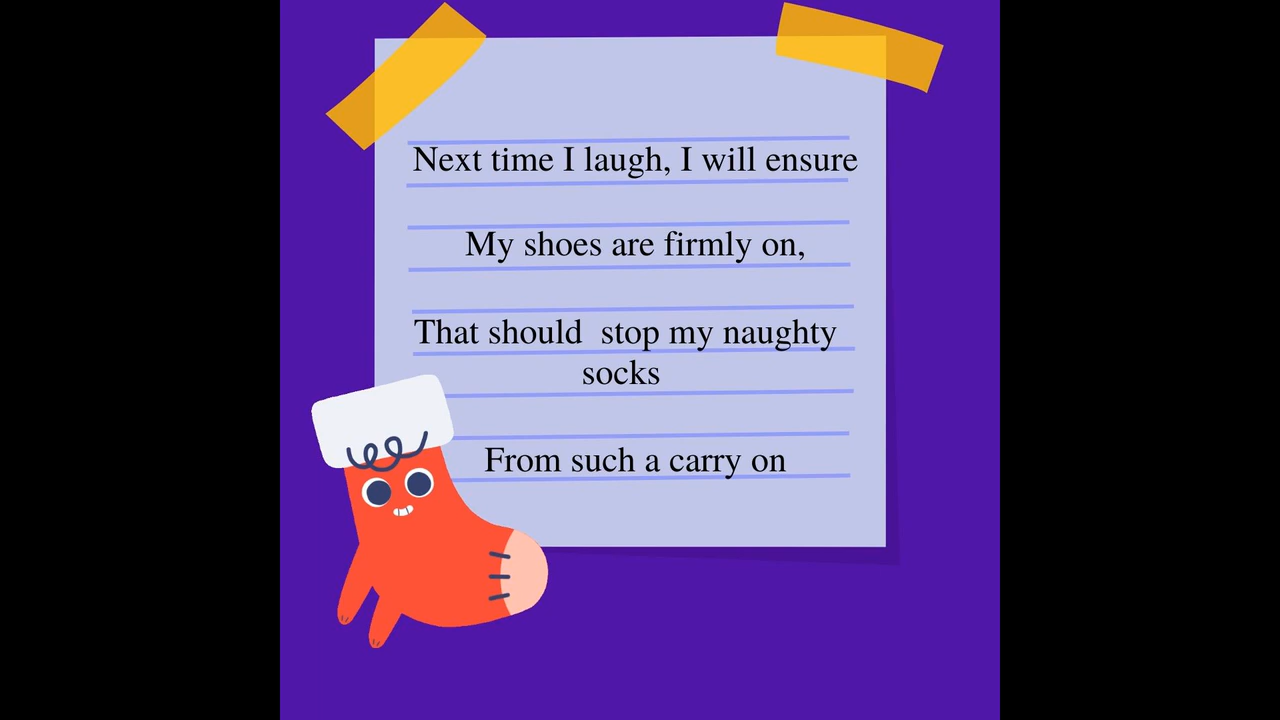 Next time I laugh, I will ensure
My shoes are firmly on,
That should  stop my naughty
socks
From such a carry on